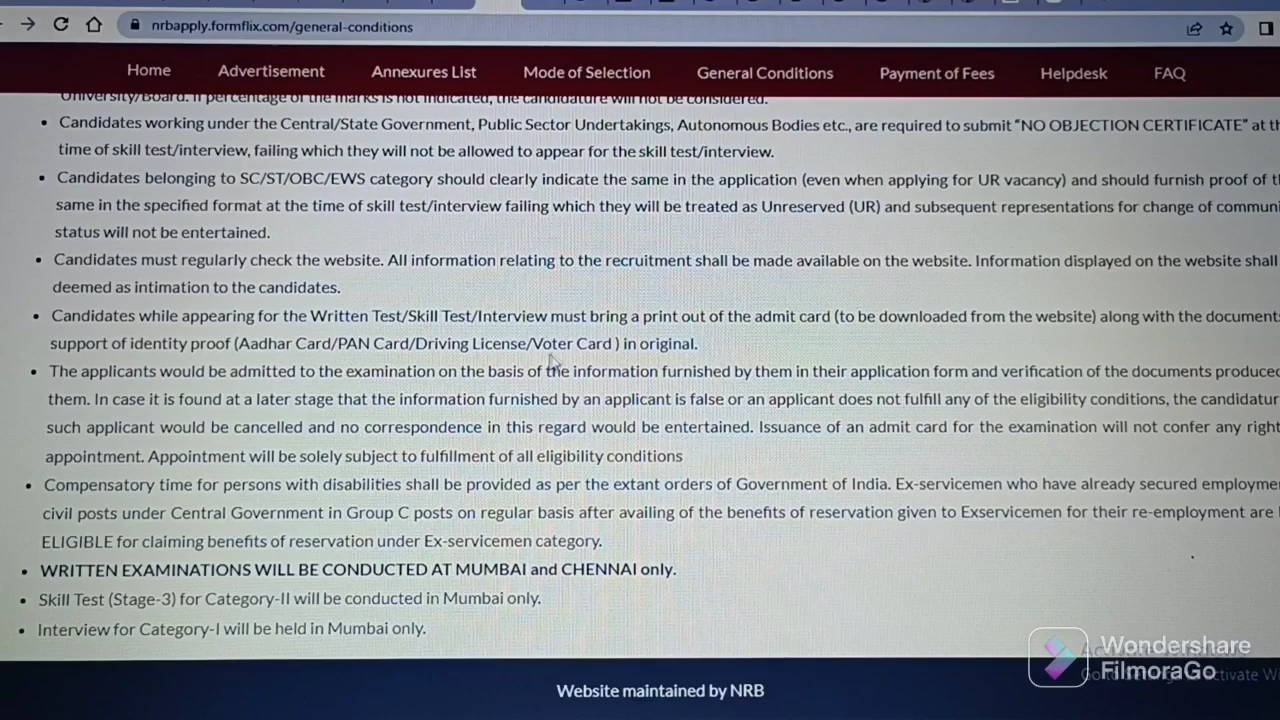 nrbapply.formflix.com/general-conditions
Home Advertisement Annexures List Mode of Selection General Conditions Payment of Fees Helpdesk FAQ
University/Board. If percentage of the marks is not indicated, the candidature will not be considered.
• Candidates working under the Central/State Government, Public Sector Undertakings, Autonomous Bodies etc., are required to submit “NO OBJECTION CERTIFICATE” at th
time of skill test/interview, failing which they will not be allowed to appear for the skill test/interview.
• Candidates belonging to SC/ST/OBC/EWS category should clearly indicate the same in the application (even when applying for UR vacancy) and should furnish proof of t
same in the specified format at the time of skill test/interview failing which they will be treated as Unreserved (UR) and subsequent representations for change of communi
status will not be entertained.
• Candidates must regularly check the website. All information relating to the recruitment shall be made available on the website. Information displayed on the website shall
deemed as intimation to the candidates.
• Candidates while appearing for the Written Test/Skill Test/Interview must bring a print out of the admit card (to be downloaded from the website) along with the document
support of identity proof (Aadhar Card/PAN Card/Driving License/Voter Card ) in original.
• The applicants would be admitted to the examination on the basis of the information furnished by them in their application form and verification of the documents produced
them. In case it is found at a later stage that the information furnished by an applicant is false or an applicant does not fulfill any of the eligibility conditions, the candidatur
such applicant would be cancelled and no correspondence in this regard would be entertained. Issuance of an admit card for the examination will not confer any right
appointment. Appointment will be solely subject to fulfillment of all eligibility conditions
• Compensatory time for persons with disabilities shall be provided as per the extant orders of Government of India. Ex-servicemen who have already secured employme
civil posts under Central Government in Group C posts on regular basis after availing of the benefits of reservation given to Exservicemen for their re-employment are
ELIGIBLE for claiming benefits of reservation under Ex-servicemen category.
• WRITTEN EXAMINATIONS WILL BE CONDUCTED AT MUMBAI and CHENNAI only.
• Skill Test (Stage-3) for Category-II will be conducted in Mumbai only.
• Interview for Category-I will be held in Mumbai only.
Wondershare
FilmoraGo
Website maintained by NRB